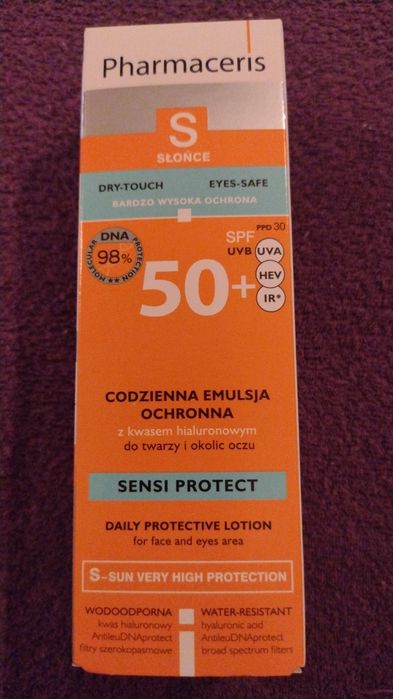 Pharmaceris
S
SŁOŃCE
DRY-TOUCH EYES-SAFE
BARDZO WYSOKA OCHRONA
DNA
98%
MOLECULAR PROTECTION
SPF PPD 30
UVB UVA
50+
HEV
IR*
CODZIENNA EMULSJA
OCHRONNA
z kwasem hialuronowym
do twarzy i okolic oczu
SENSI PROTECT
DAILY PROTECTIVE LOTION
for face and eyes area
S–SUN VERY HIGH PROTECTION
WODOODPORNA
kwas hialuronowy
AntileuDNAprotect
filtry szerokopasmowe
WATER-RESISTANT
hyaluronic acid
AntileuDNAprotect
broad spectrum filters